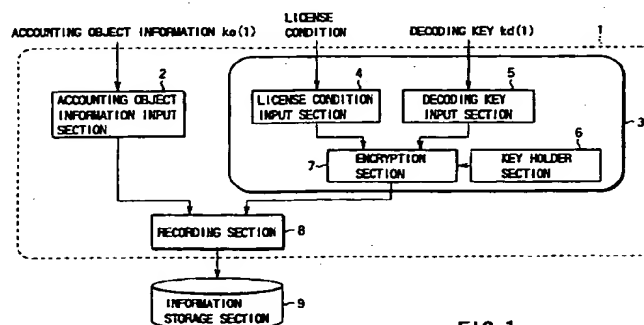 LICENSE
CONDITION
ACCOUNTING OBJECT INFORMATION ko(1)
DECODING KEY kd(1)
1
2
ACCOUNTING OBJECT
INFORMATION INPUT
SECTION
4
LICENSE CONDITION
INPUT SECTION
5
DECODING KEY
INPUT SECTION
3
7
ENCRYPTION
SECTION
6
KEY HOLDER
SECTION
RECORDING SECTION
8
INFORMATION
STORAGE SECTION
9